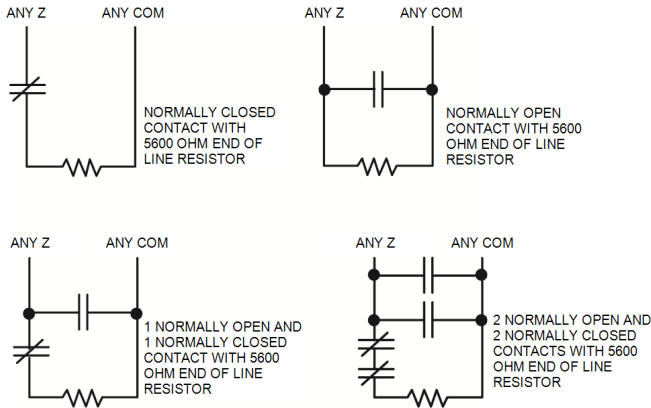 ANY Z
ANY COM
NORMALLY CLOSED
CONTACT WITH
5600 OHM END OF
LINE RESISTOR
ANY Z
ANY COM
NORMALLY OPEN
CONTACT WITH 5600
OHM END OF LINE
RESISTOR
ANY Z
ANY COM
1 NORMALLY OPEN AND
1 NORMALLY CLOSED
CONTACT WITH 5600
OHM END OF LINE
RESISTOR
ANY Z
ANY COM
2 NORMALLY OPEN AND
2 NORMALLY CLOSED
CONTACTS WITH 5600
OHM END OF LINE
RESISTOR